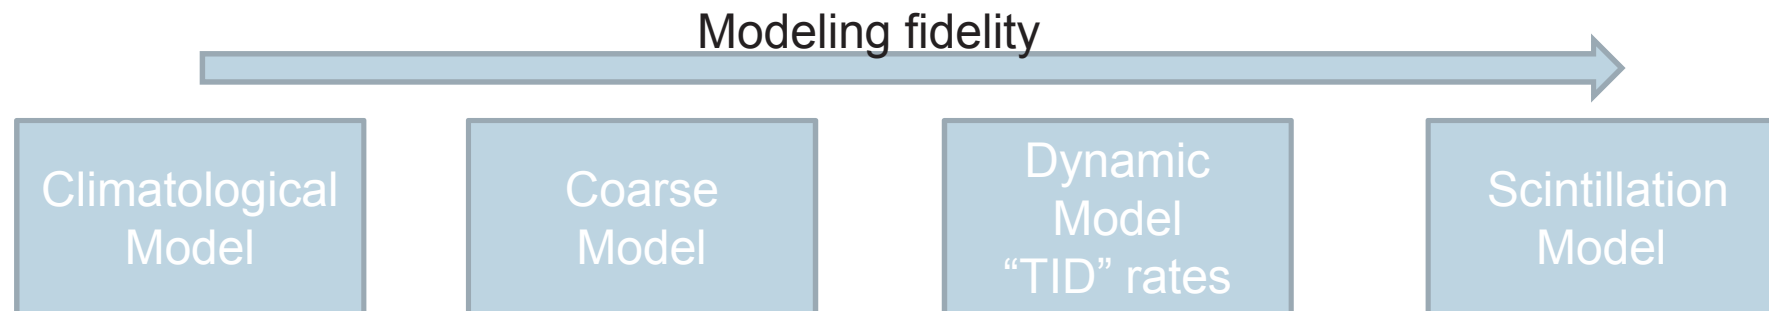 Modeling fidelity
Climatological
Model
Coarse
Model
Dynamic
Model
“TID” rates
Scintillation
Model